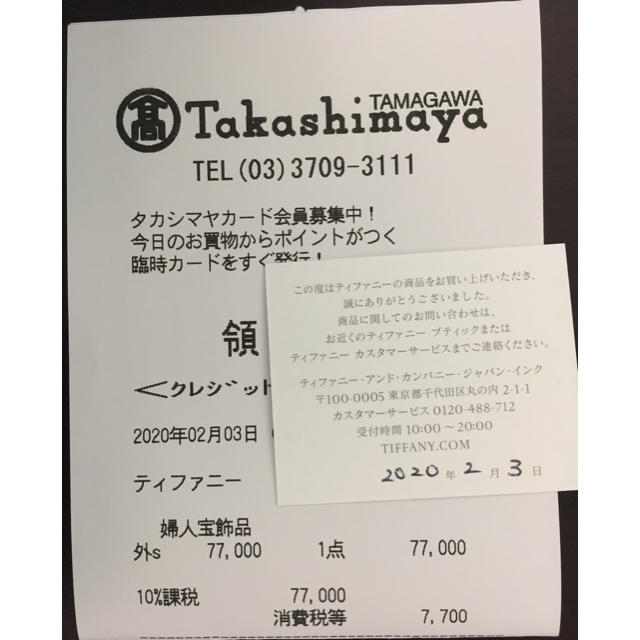 髙 Takashimaya
TAMAGAWA
TEL(03)3709-3111
タカシマヤカード会員募集中!
今日のお買物からポイントがつく
臨時カードをすぐ発行!
領
<クレジット
2020年02月03日
ティファニー
婦人宝飾品
外s 77,000 1点 77,000
10%課税 77,000
消費税等 7,700
この度はティファニーの商品をお買い上げいただき、
誠にありがとうございました。
商品に関してのお問い合わせは、
お近くのティファニー ブティックまたは
ティファニー カスタマーサービスまでご連絡ください。
ティファニー・アンド・カンパニー・ジャパン・インク
〒100-0005 東京都千代田区丸の内 2-1-1
カスタマーサービス 0120-488-712
受付時間 10:00〜20:00
TIFFANY.COM
2020年2月3日